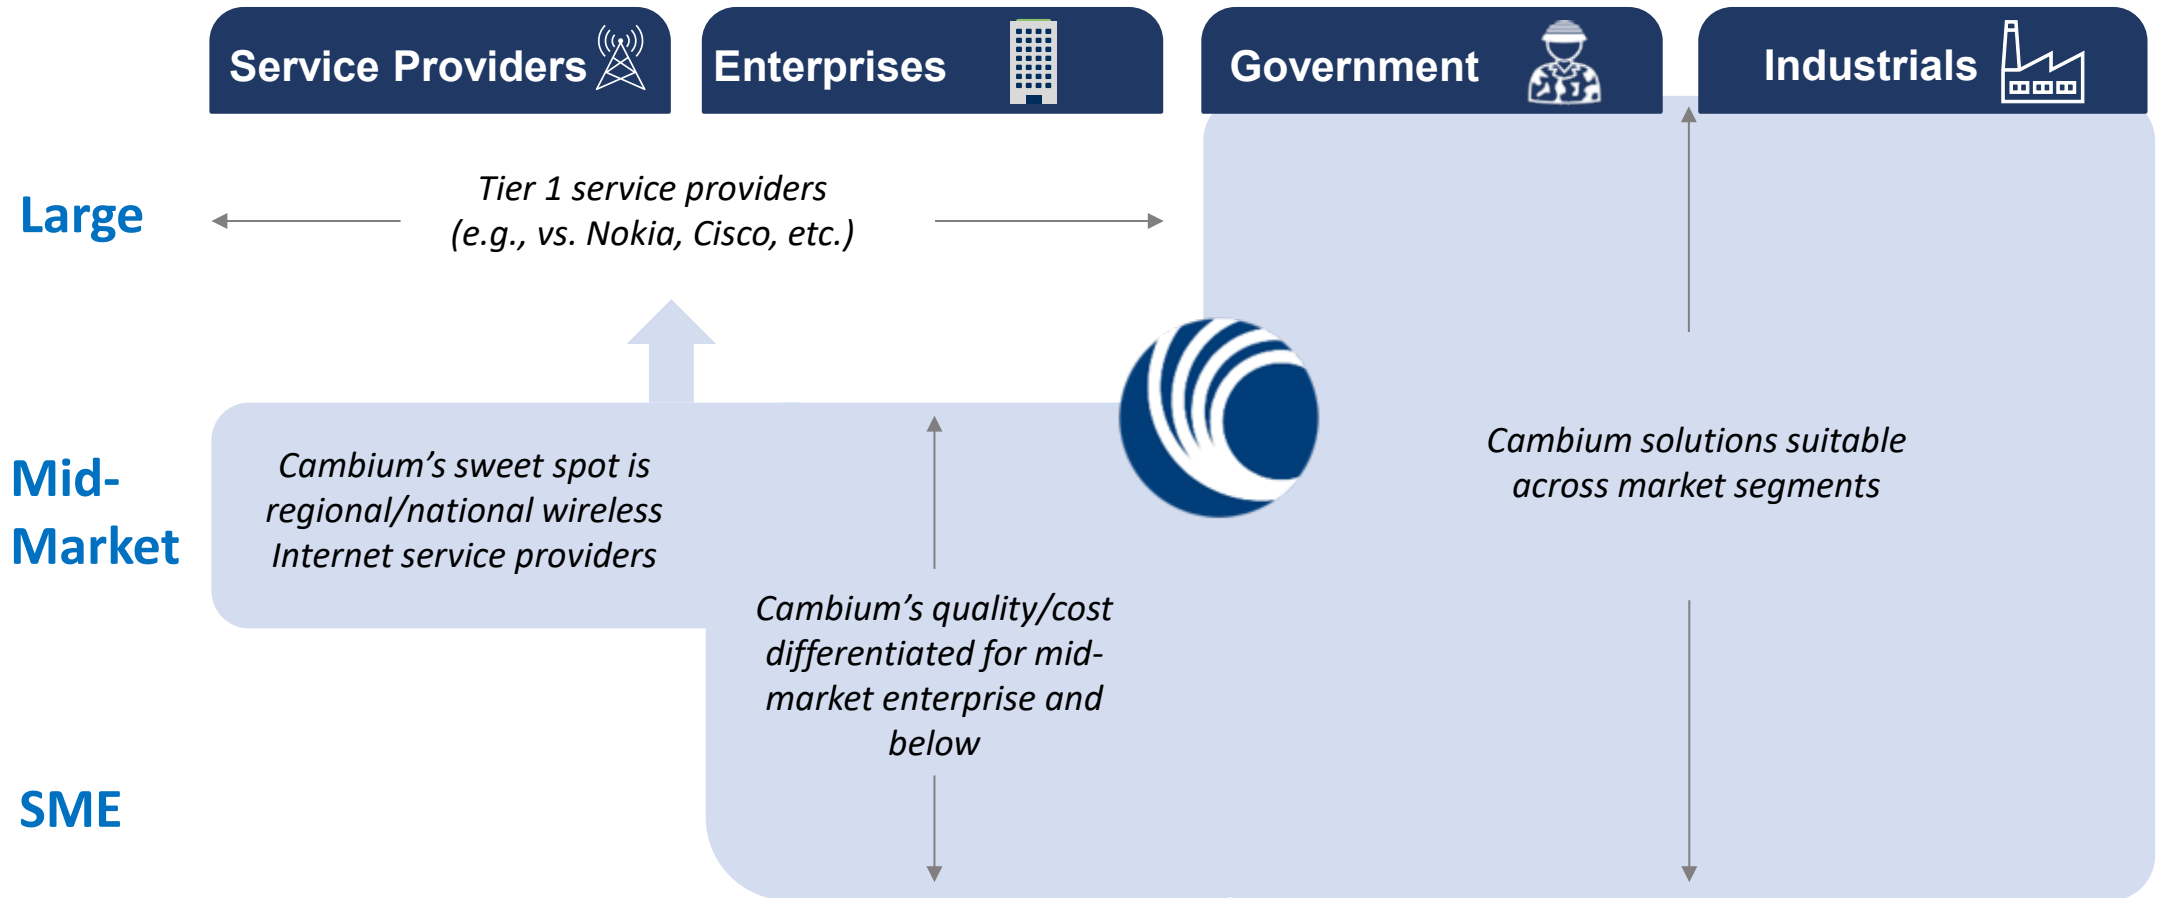 Service Providers
Enterprises
Government
Industrials
Large
Tier 1 service providers
(e.g., vs. Nokia, Cisco, etc.)
Mid-
Market
Cambium’s sweet spot is
regional/national wireless
Internet service providers
Cambium solutions suitable
across market segments
Cambium’s quality/cost
differentiated for mid-
market enterprise and
below
SME